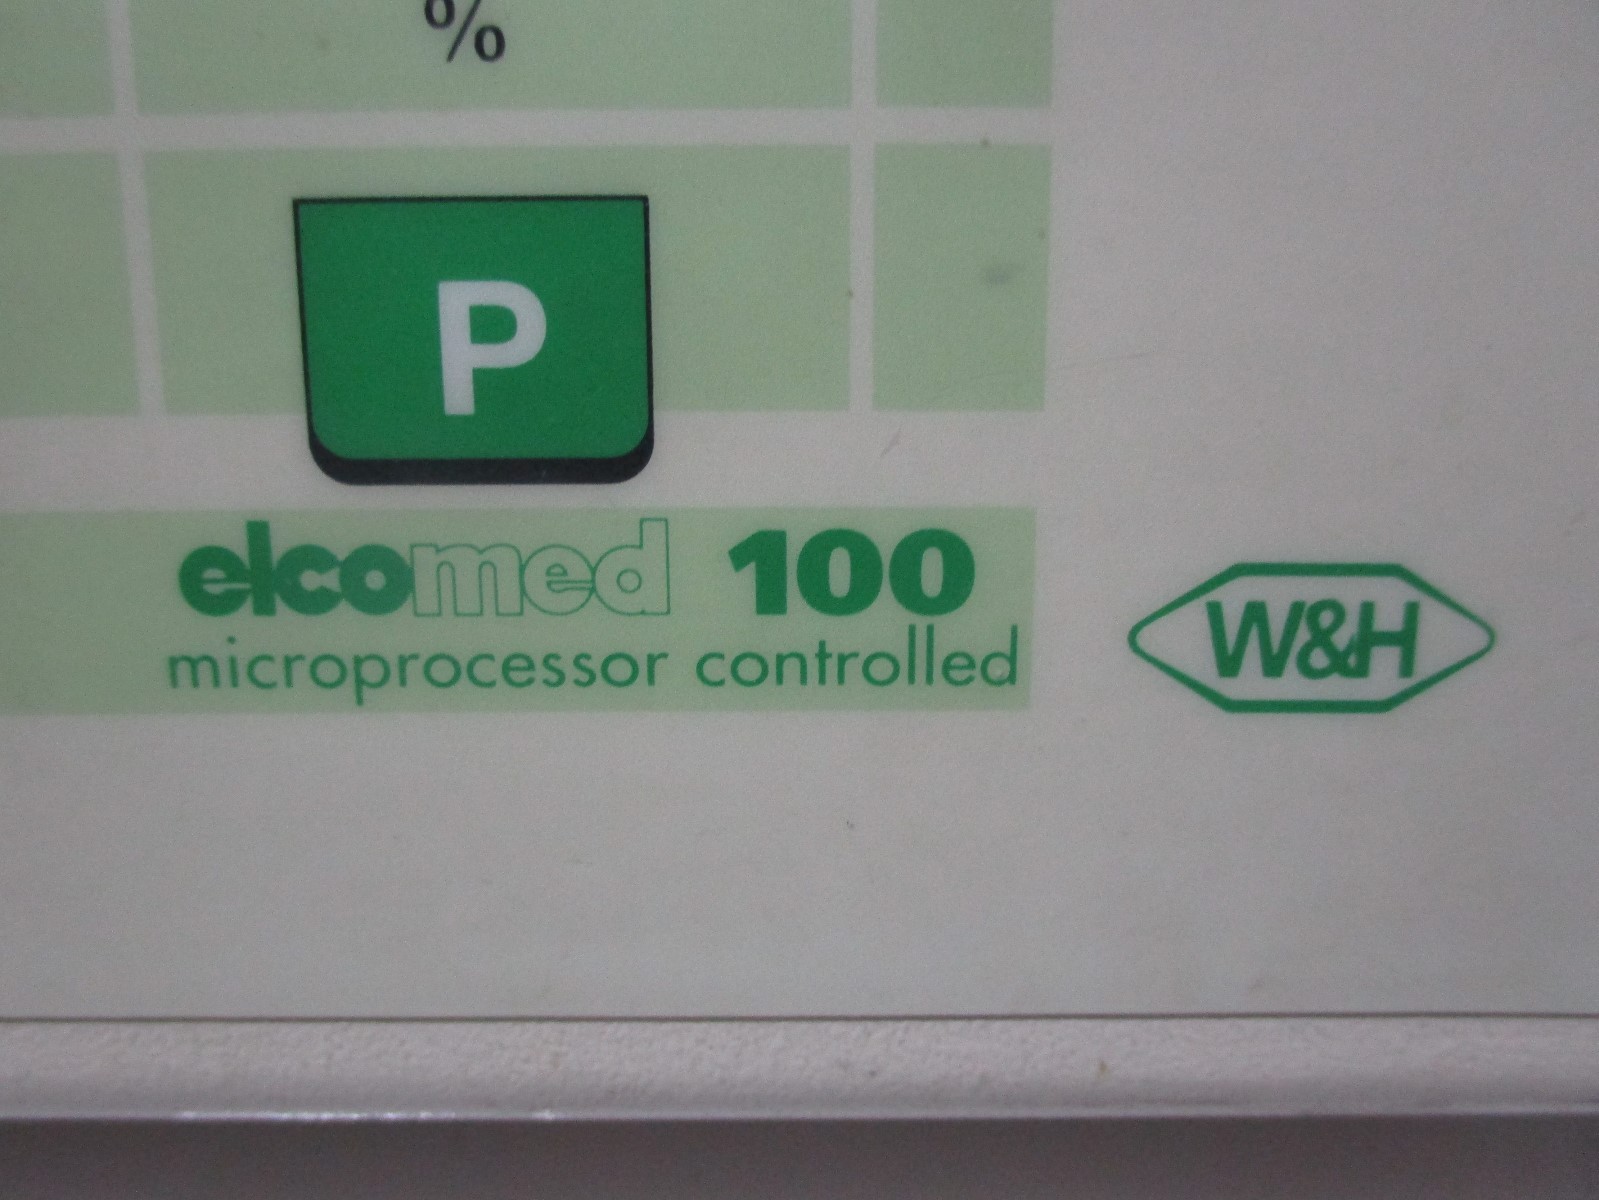 %
P
elcomed 100
microprocessor controlled
W&H